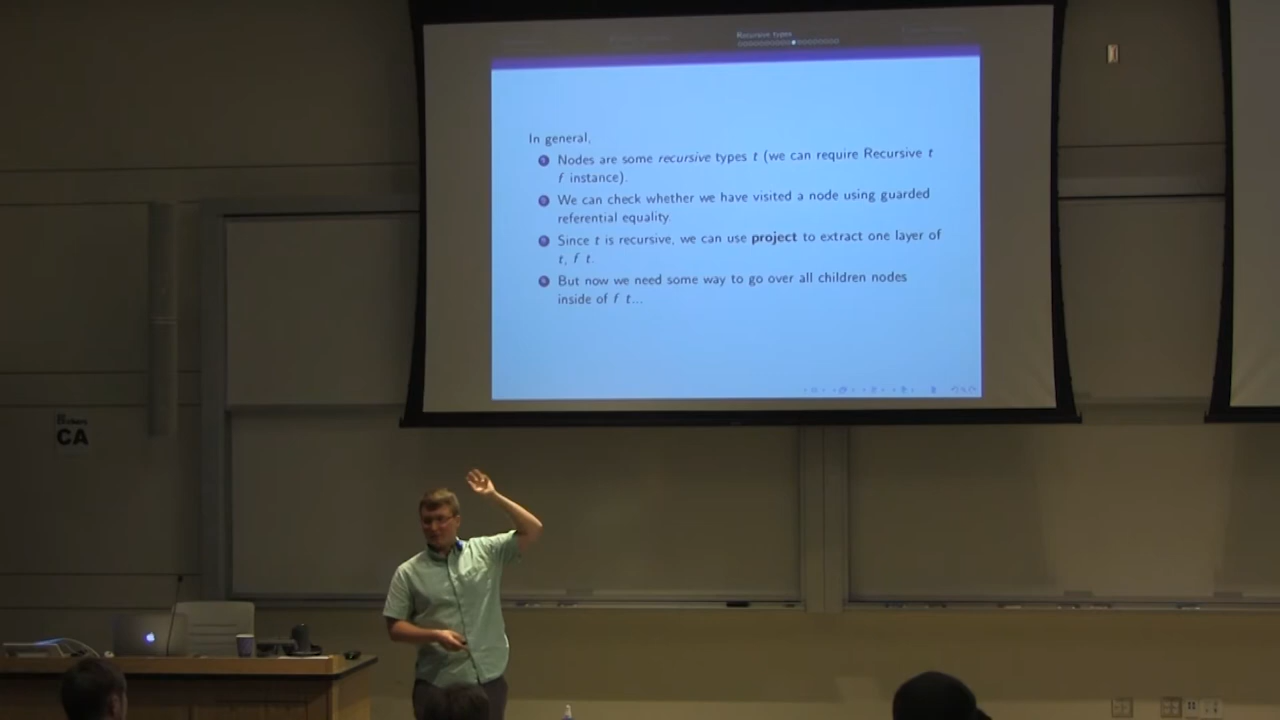 Recursive types
In general,
1 Nodes are some recursive types t (we can require Recursive t
f instance).
We can check whether we have visited a node using guarded
referential equality.
Since t is recursive, we can use project to extract one layer of
t, f t.
But now we need some way to go over all children nodes
inside of f t...
CA